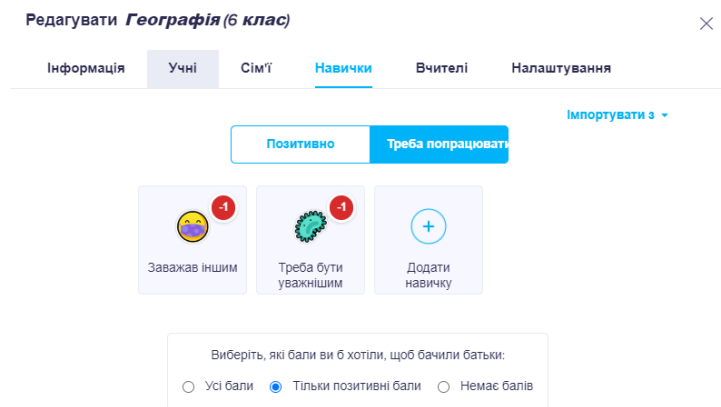 Редагувати Географія (6 клас)
Інформація Учні Сім'ї Навички Вчителі Налаштування
Імпортувати з
Позитивно Треба попрацювати
-1 -1
Заважав іншим Треба бути уважнішим Додати навичку
Виберіть, які бали ви б хотіли, щоб бачили батьки:
Усі бали Тільки позитивні бали Немає балів